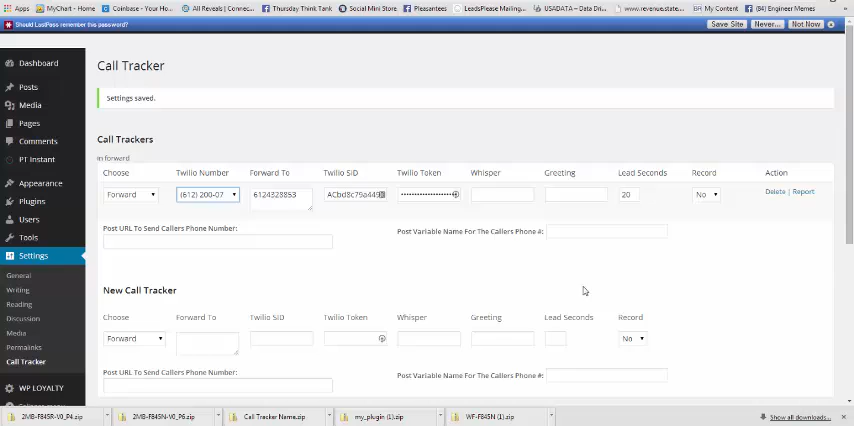 Apps MyChart - Home Coinbase - Your Ho... All Reveals | Connec... Thursday Think Tank Social Mini Store Pleasantees LeadsPlease Mailing... USADATA – Data Dri... www.revenue.state... My Content (84) Engineer Memes
Should LastPass remember this password? Save Site Never... Not Now
Dashboard
Posts
Media
Pages
Comments
PT Instant
Appearance
Plugins
Users
Tools
Settings
General
Writing
Reading
Discussion
Media
Permalinks
Call Tracker
WP LOYALTY
Call Tracker
Settings saved.
Call Trackers
forward
Choose Twilio Number Forward To Twilio SID Twilio Token Whisper Greeting Lead Seconds Record Action
Forward (612) 200-07 6124328853 ACbd8c79a449 20 No Delete | Report
Post URL To Send Callers Phone Number: Post Variable Name For The Callers Phone #:
New Call Tracker
Choose Forward To Twilio SID Twilio Token Whisper Greeting Lead Seconds Record
Forward No
Post URL To Send Callers Phone Number: Post Variable Name For The Callers Phone #:
2MB-F845R-V0_P4.zip 2MB-F845N-V0_P6.zip Call Tracker Name.zip my_plugin (1).zip WF-F845N (1).zip Show all downloads...